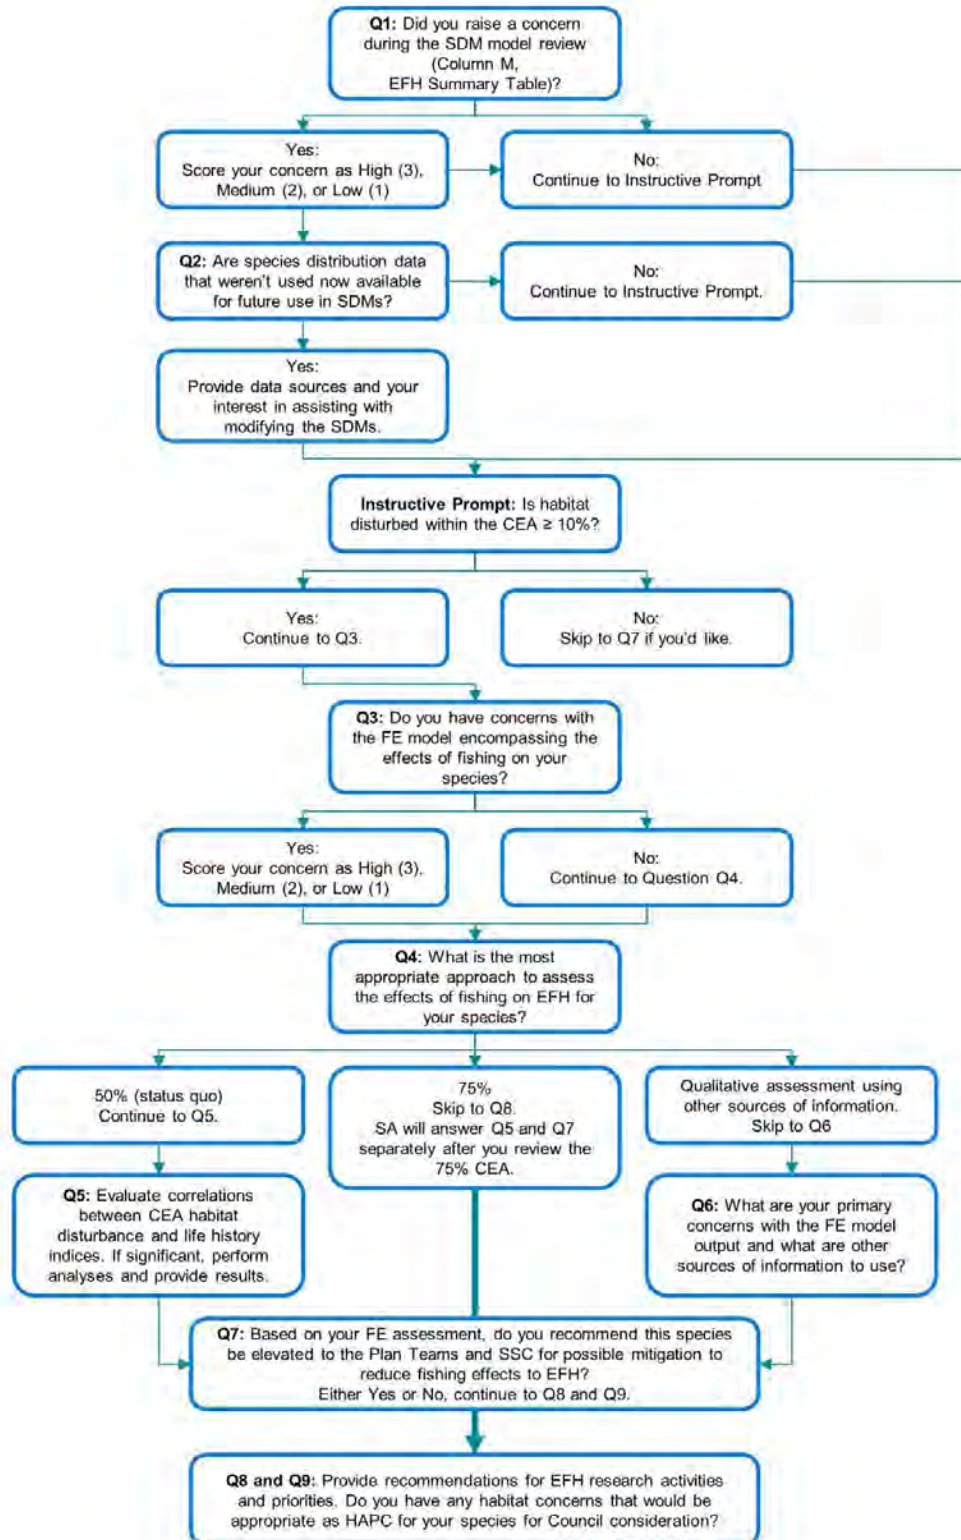 Q1: Did you raise a concern
during the SDM model review
(Column M,
EFH Summary Table)?
Yes:
Score your concern as High (3),
Medium (2), or Low (1)
No:
Continue to Instructive Prompt
Q2: Are species distribution data
that weren't used now available
for future use in SDMs?
No:
Continue to Instructive Prompt.
Yes:
Provide data sources and your
interest in assisting with
modifying the SDMs.
Instructive Prompt: Is habitat
disturbed within the CEA ≥ 10%?
Yes:
Continue to Q3.
No:
Skip to Q7 if you'd like.
Q3: Do you have concerns with
the FE model encompassing the
effects of fishing on your
species?
Yes:
Score your concern as High (3),
Medium (2), or Low (1)
No:
Continue to Question Q4.
Q4: What is the most
appropriate approach to assess
the effects of fishing on EFH for
your species?
50% (status quo)
Continue to Q5.
75%
Skip to Q8.
SA will answer Q5 and Q7
separately after you review the
75% CEA.
Qualitative assessment using
other sources of information.
Skip to Q6
Q5: Evaluate correlations
between CEA habitat
disturbance and life history
indices. If significant, perform
analyses and provide results.
Q6: What are your primary
concerns with the FE model
output and what are other
sources of information to use?
Q7: Based on your FE assessment, do you recommend this species
be elevated to the Plan Teams and SSC for possible mitigation to
reduce fishing effects to EFH?
Either Yes or No, continue to Q8 and Q9.
Q8 and Q9: Provide recommendations for EFH research activities
and priorities. Do you have any habitat concerns that would be
appropriate as HAPC for your species for Council consideration?